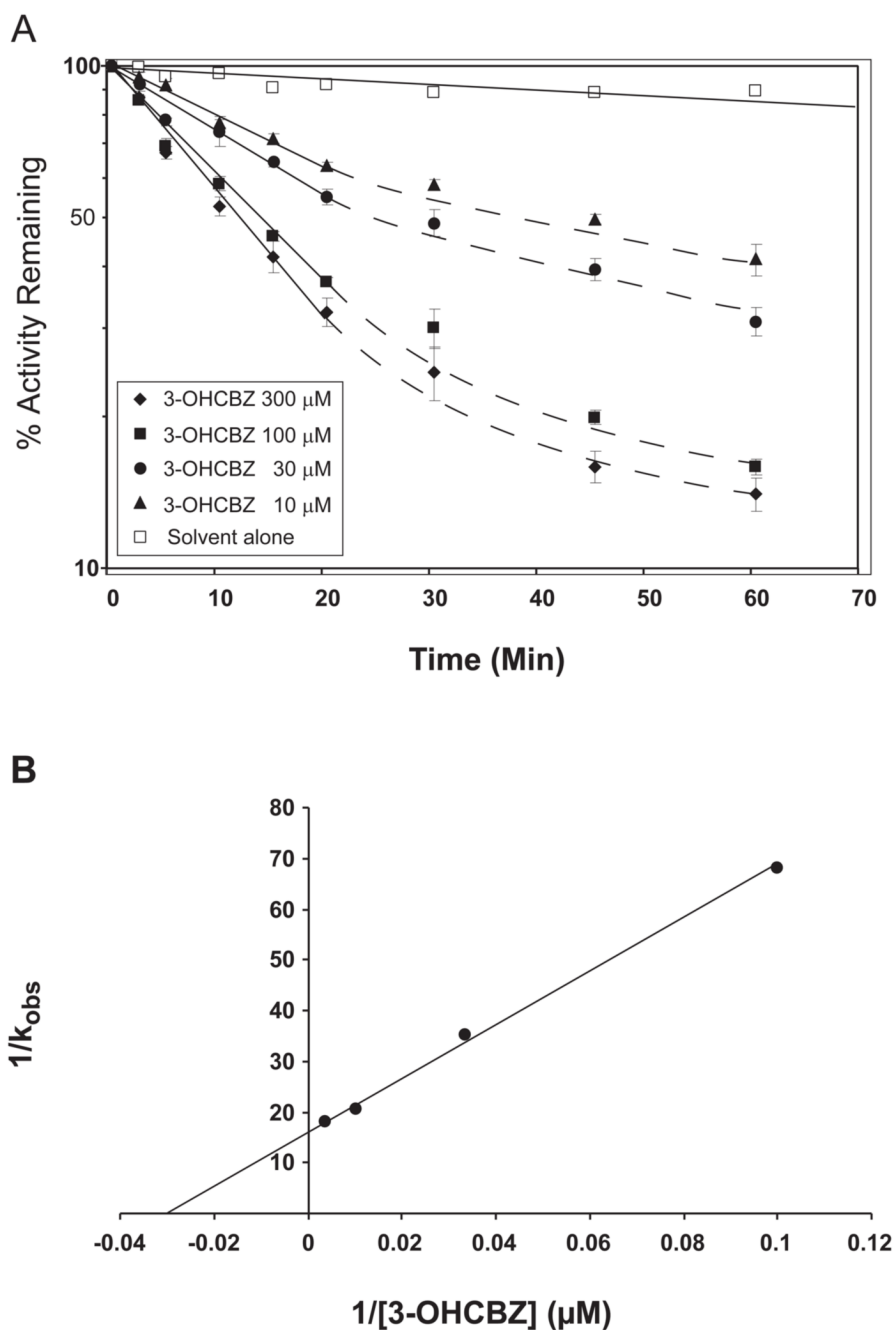 A
% Activity Remaining
100
50
10
3-OHCBZ 300 μM
3-OHCBZ 100 μM
3-OHCBZ 30 μM
3-OHCBZ 10 μM
Solvent alone
0 10 20 30 40 50 60 70
Time (Min)
B
1/kobs
80
70
60
50
40
30
20
10
-0.04 -0.02 0 0.02 0.04 0.06 0.08 0.1 0.12
1/[3-OHCBZ] (μM)